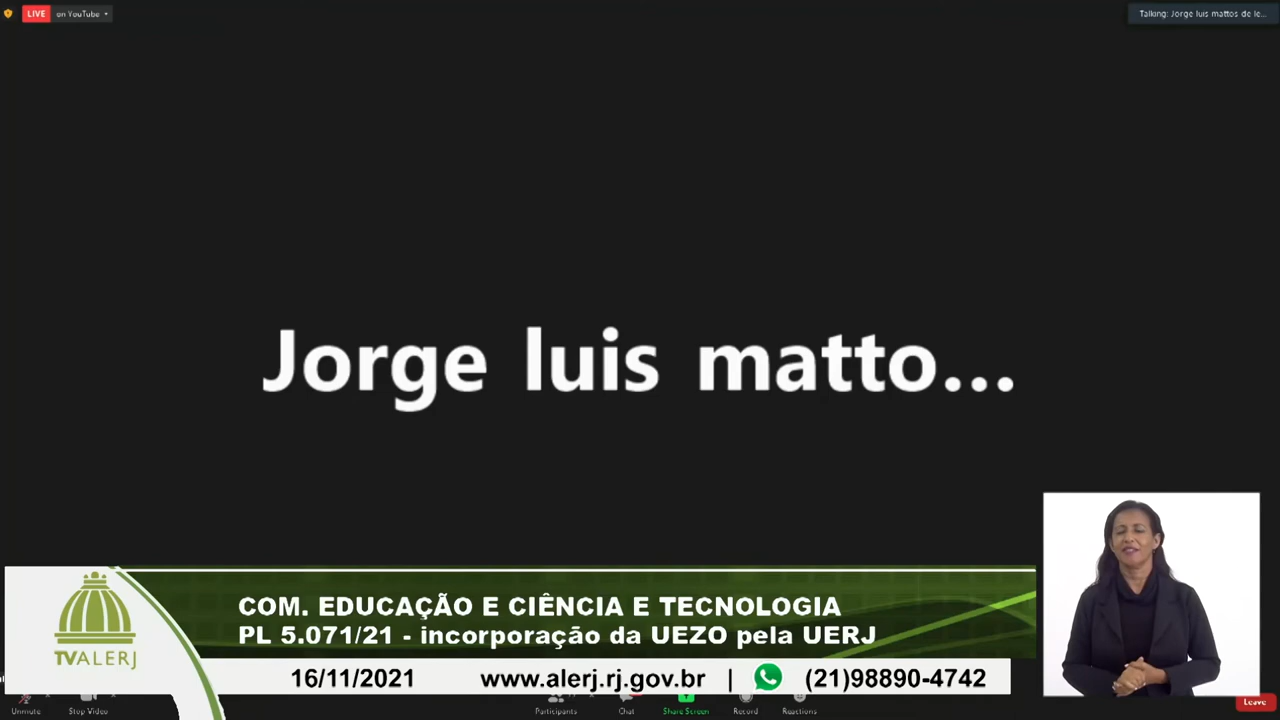 LIVE on YouTube
Talking: Jorge luis mattos de le...
Jorge luis matto...
COM. EDUCAÇÃO E CIÊNCIA E TECNOLOGIA
PL 5.071/21 - incorporação da UEZO pela UERJ
TVALERJ
16/11/2021 www.alerj.rj.gov.br | (21)98890-4742
Unmute Stop Video Participants Chat Share Screen Record Reactions Leave